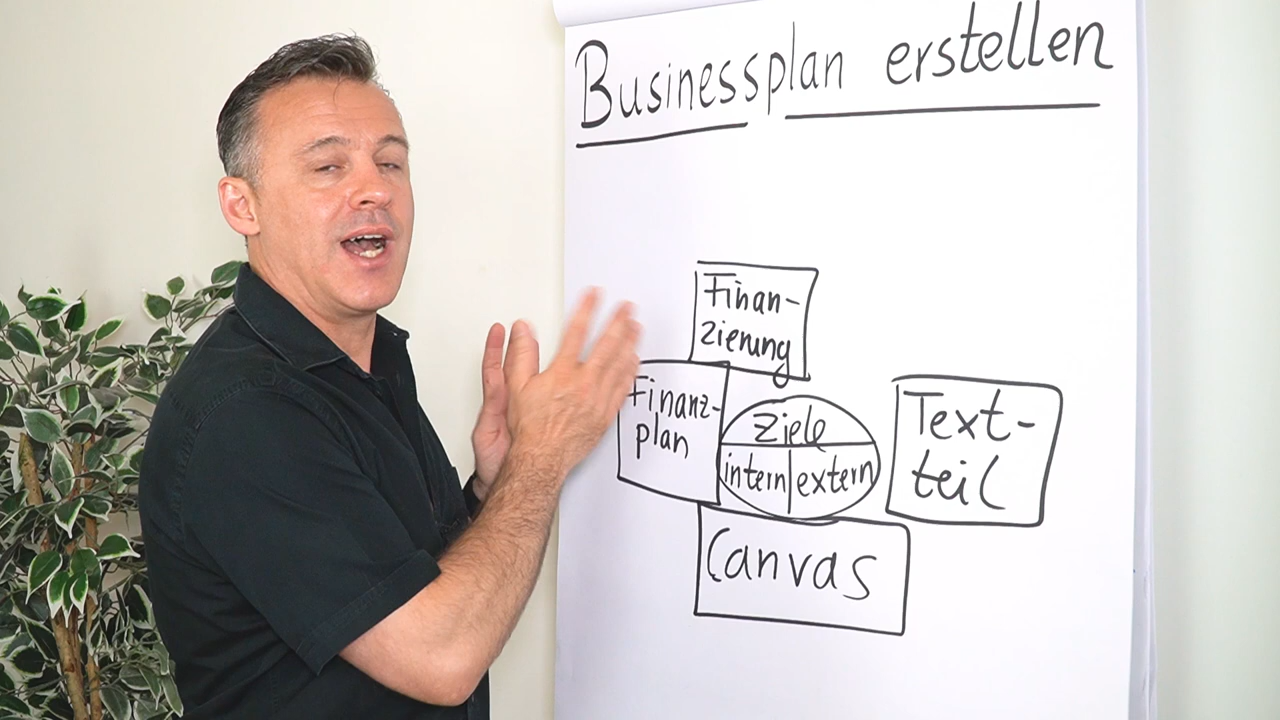 Businessplan erstellen
Finan-
zierung
Finanz-
plan
Ziele
intern extern
Text-
teil
Canvas